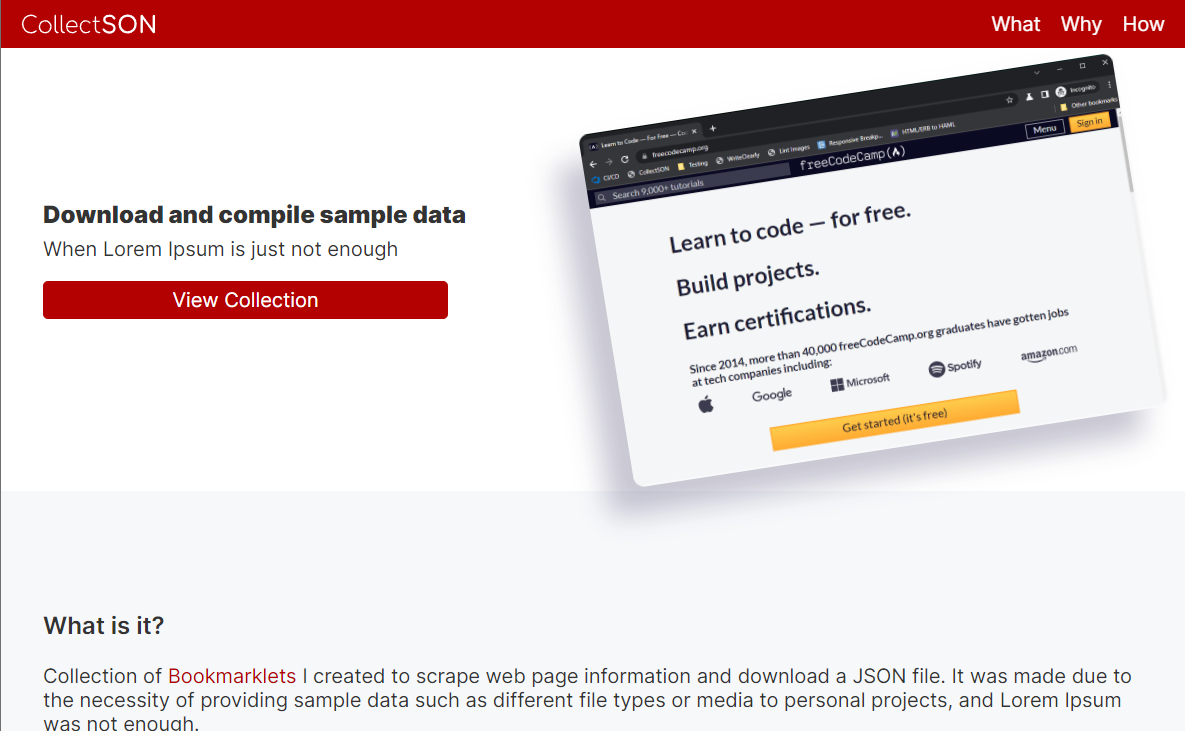 CollectSON
What Why How
Download and compile sample data
When Lorem Ipsum is just not enough
View Collection
Learn to Code — For Free — Co
Incognito
freecodecamp.org
Other bookmarks
CI/CD CollectSON Testing WriteClearly List Images Responsive Breakp... HTML/ERB to HAML
Search 9,000+ tutorials
freeCodeCamp(🔥)
Menu Sign in
Learn to code — for free.
Build projects.
Earn certifications.
Since 2014, more than 40,000 freeCodeCamp.org graduates have gotten jobs
at tech companies including:
Google Microsoft Spotify amazon.com
Get started (it's free)
What is it?
Collection of Bookmarklets I created to scrape web page information and download a JSON file. It was made due to
the necessity of providing sample data such as different file types or media to personal projects, and Lorem Ipsum
was not enough.